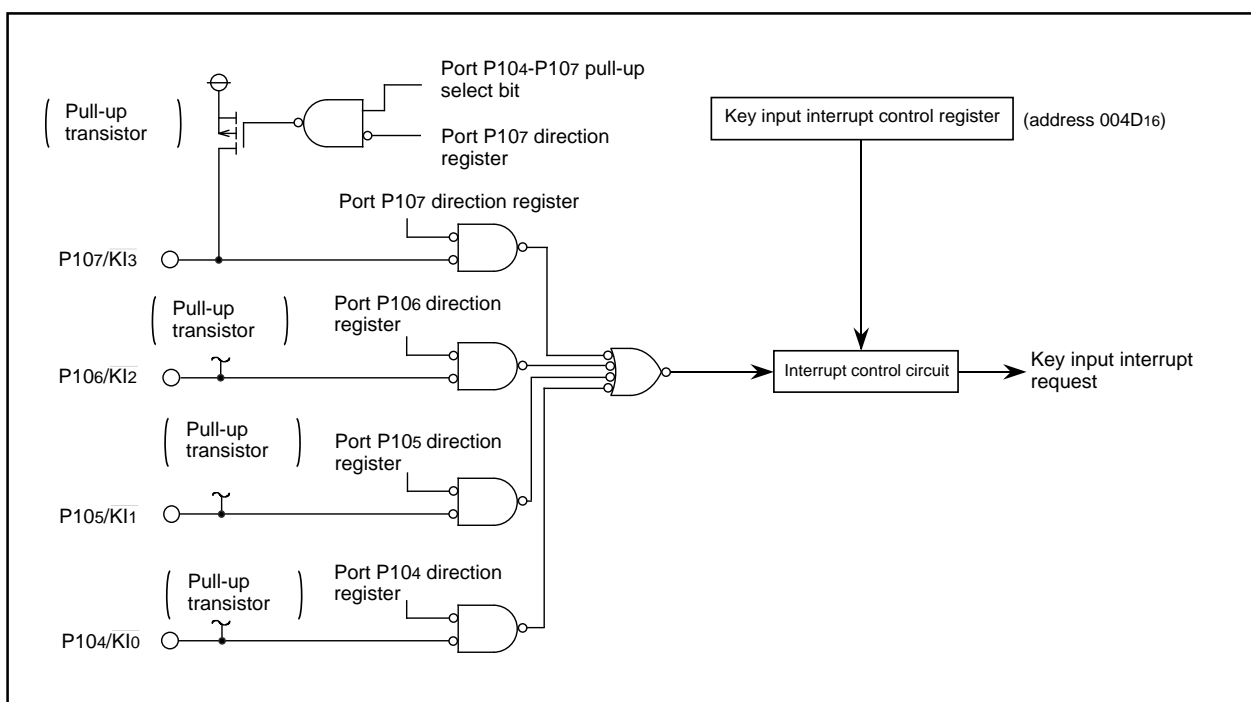 Port P104-P107 pull-up
select bit
Pull-up
transistor
Port P107 direction
register
Key input interrupt control register
(address 004D16)
Port P107 direction register
P107/KI3
Pull-up
transistor
Port P106 direction
register
P106/KI2
Interrupt control circuit
Key input interrupt
request
Pull-up
transistor
Port P105 direction
register
P105/KI1
Pull-up
transistor
Port P104 direction
register
P104/KI0